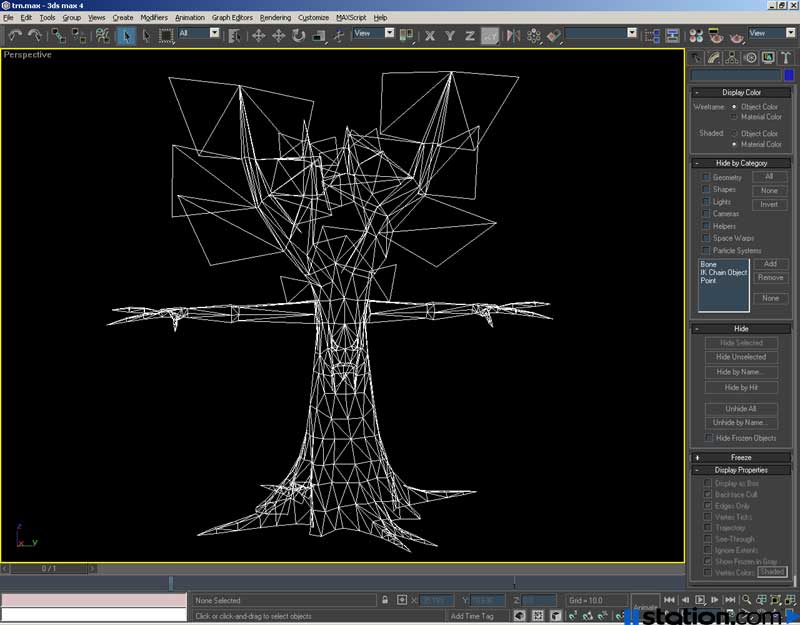 trn.max - 3ds max 4
File Edit Tools Group Views Create Modifiers Animation Graph Editors Rendering Customize MAXScript Help
All View View
Perspective
Display Color
Wireframe: Object Color
Material Color
Shaded: Object Color
Material Color
Hide by Category
Geometry All
Shapes None
Lights Invert
Cameras
Helpers
Space Warps
Particle Systems
Bone Add
IK Chain Object Remove
Point
None
Hide
Hide Selected
Hide Unselected
Hide by Name...
Hide by Hit
Unhide All
Unhide by Name...
Hide Frozen Objects
Freeze
Display Properties
Display as Box
Backface Cull
Edges Only
Vertex Ticks
Trajectory
See-Through
Ignore Extents
Show Frozen in Gray
Vertex Colors Shaded
z
x y
0 / 1
None Selected X: Y: Z: Grid = 10.0 Animate
Click or click-and-drag to select objects Add Time Tag
station.com